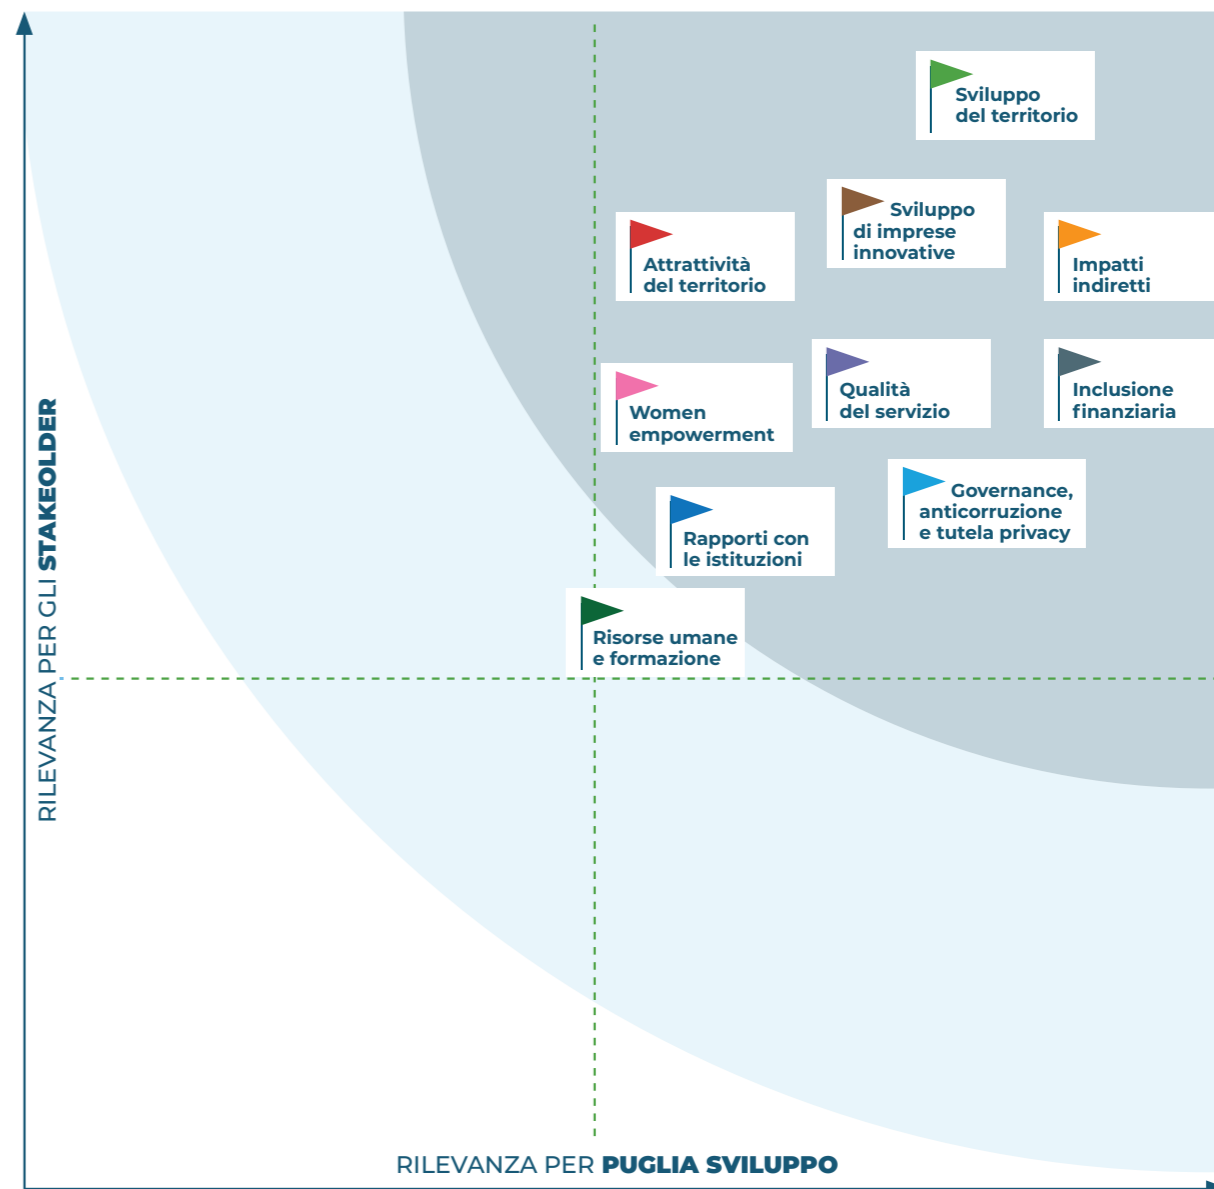 Sviluppo
del territorio
Sviluppo
di imprese
innovative
Attrattività
del territorio
Impatti
indiretti
Qualità
del servizio
Inclusione
finanziaria
Women
empowerment
Governance,
anticorruzione
e tutela privacy
Rapporti con
le istituzioni
Risorse umane
e formazione
RILEVANZA PER GLI STAKEOLDER
RILEVANZA PER PUGLIA SVILUPPO